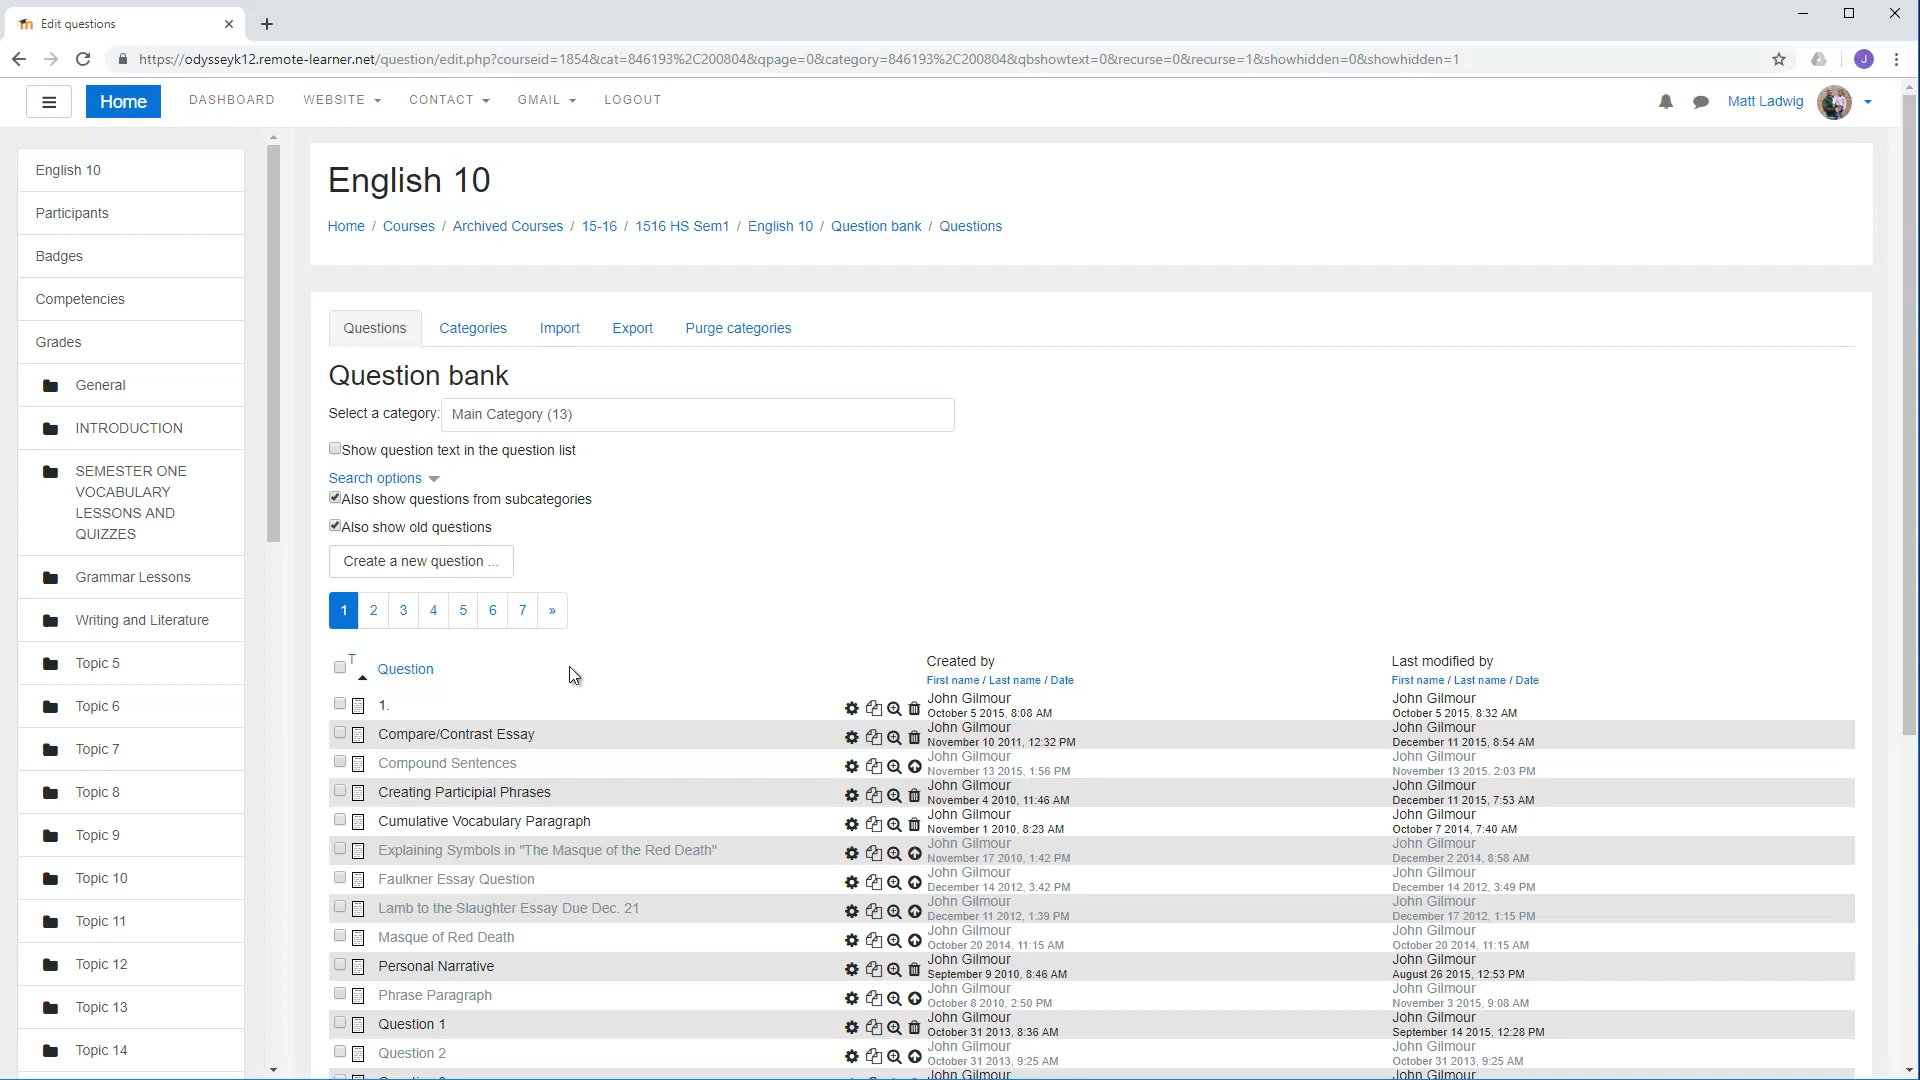 Edit questions
https://odysseyk12.remote-learner.net/question/edit.php?courseid=1854&cat=846193%2C200804&qpage=0&category=846193%2C200804&qbshowtext=0&recurse=0&recurse=1&showhidden=0&showhidden=1
J
Home DASHBOARD WEBSITE CONTACT GMAIL LOGOUT Matt Ladwig
English 10
Participants
Badges
Competencies
Grades
General
INTRODUCTION
SEMESTER ONE
VOCABULARY
LESSONS AND
QUIZZES
Grammar Lessons
Writing and Literature
Topic 5
Topic 6
Topic 7
Topic 8
Topic 9
Topic 10
Topic 11
Topic 12
Topic 13
Topic 14
English 10
Home / Courses / Archived Courses / 15-16 / 1516 HS Sem1 / English 10 / Question bank / Questions
Questions Categories Import Export Purge categories
Question bank
Select a category: Main Category (13)
Show question text in the question list
Search options
Also show questions from subcategories
Also show old questions
Create a new question ...
1 2 3 4 5 6 7 »
T Question Created by Last modified by
First name / Last name / Date First name / Last name / Date
1. John Gilmour John Gilmour
October 5 2015, 8:08 AM October 5 2015, 8:32 AM
Compare/Contrast Essay John Gilmour John Gilmour
November 10 2011, 12:32 PM December 11 2015, 8:54 AM
Compound Sentences John Gilmour John Gilmour
November 13 2015, 1:56 PM November 13 2015, 2:03 PM
Creating Participial Phrases John Gilmour John Gilmour
November 4 2010, 11:46 AM December 11 2015, 7:53 AM
Cumulative Vocabulary Paragraph John Gilmour John Gilmour
November 1 2010, 8:23 AM October 7 2014, 7:40 AM
Explaining Symbols in "The Masque of the Red Death" John Gilmour John Gilmour
November 17 2010, 1:42 PM December 2 2014, 8:58 AM
Faulkner Essay Question John Gilmour John Gilmour
December 14 2012, 3:42 PM December 14 2012, 3:49 PM
Lamb to the Slaughter Essay Due Dec. 21 John Gilmour John Gilmour
December 11 2012, 1:39 PM December 17 2012, 1:15 PM
Masque of Red Death John Gilmour John Gilmour
October 20 2014, 11:15 AM October 20 2014, 11:15 AM
Personal Narrative John Gilmour John Gilmour
September 9 2010, 8:46 AM August 26 2015, 12:53 PM
Phrase Paragraph John Gilmour John Gilmour
October 8 2010, 2:50 PM November 3 2015, 9:08 AM
Question 1 John Gilmour John Gilmour
October 31 2013, 8:36 AM September 14 2015, 12:28 PM
Question 2 John Gilmour John Gilmour
October 31 2013, 9:25 AM October 31 2013, 9:25 AM
John Gilmour John Gilmour